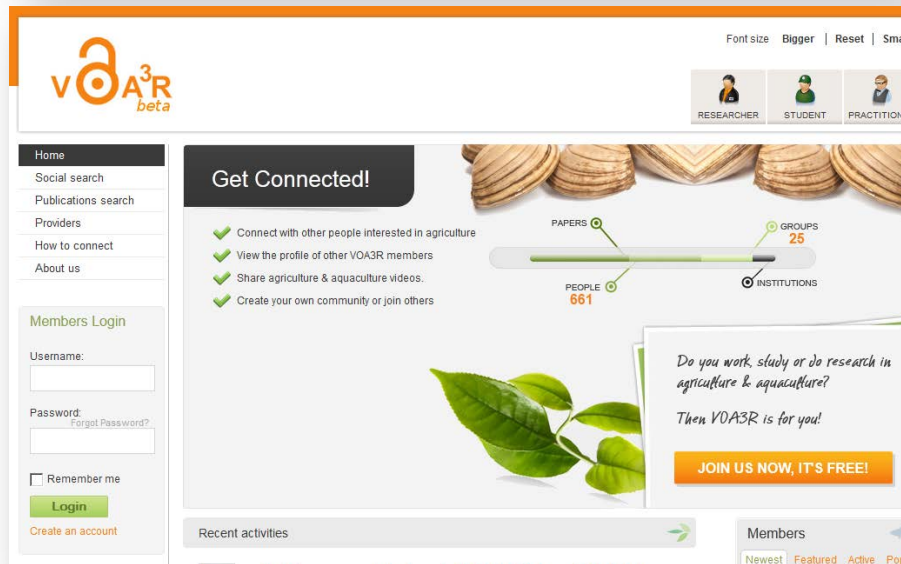 Font size Bigger | Reset | Sma
VOA3R
beta
RESEARCHER STUDENT PRACTITION
Home
Social search
Publications search
Providers
How to connect
About us
Members Login
Username:
Password:
Forgot Password?
Remember me
Login
Create an account
Get Connected!
Connect with other people interested in agriculture
View the profile of other VOA3R members
Share agriculture & aquaculture videos.
Create your own community or join others
PAPERS
GROUPS
25
PEOPLE
661
INSTITUTIONS
Do you work, study or do research in
agriculture & aquaculture?
Then VOA3R is for you!
JOIN US NOW, IT'S FREE!
Recent activities
Members
Newest Featured Active Po